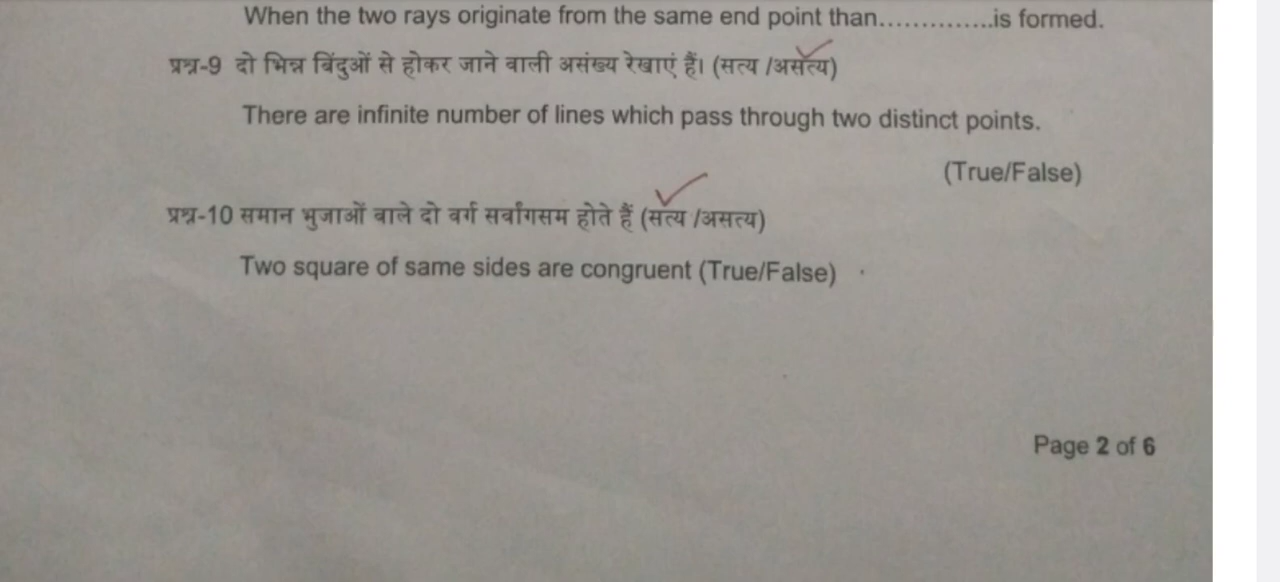 When the two rays originate from the same end point than..............is formed.
प्रश्न-9 दो भिन्न बिंदुओं से होकर जाने वाली असंख्य रेखाएं हैं। (सत्य /असत्य)
There are infinite number of lines which pass through two distinct points.
(True/False)
प्रश्न-10 समान भुजाओं वाले दो वर्ग सर्वांगसम होते हैं (सत्य /असत्य)
Two square of same sides are congruent (True/False)
Page 2 of 6